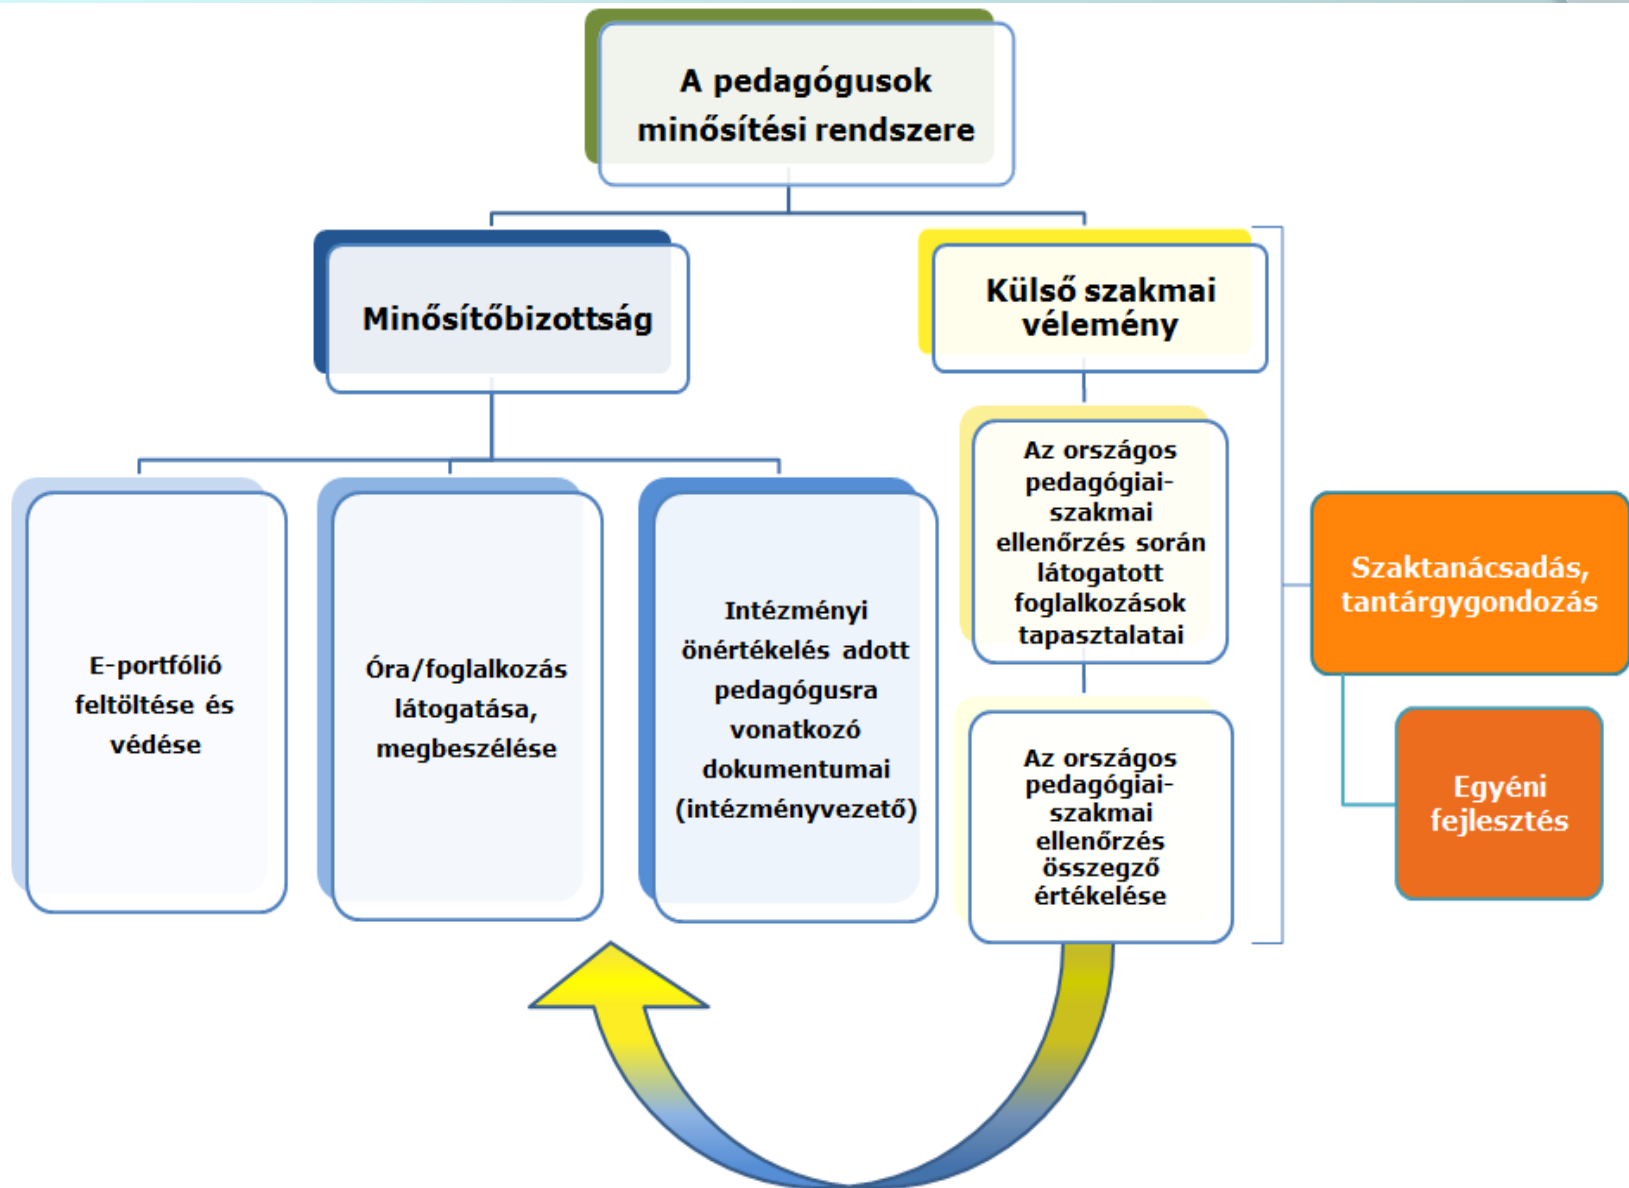 A pedagógusok
minősítési rendszere
Minősítőbizottság
Külső szakmai
vélemény
E-portfólió
feltöltése és
védése
Óra/foglalkozás
látogatása,
megbeszélése
Intézményi
önértékelés adott
pedagógusra
vonatkozó
dokumentumai
(intézményvezető)
Az országos
pedagógiai-
szakmai
ellenőrzés során
látogatott
foglalkozások
tapasztalatai
Az országos
pedagógiai-
szakmai
ellenőrzés
összegző
értékelése
Szaktanácsadás,
tantárgygondozás
Egyéni
fejlesztés